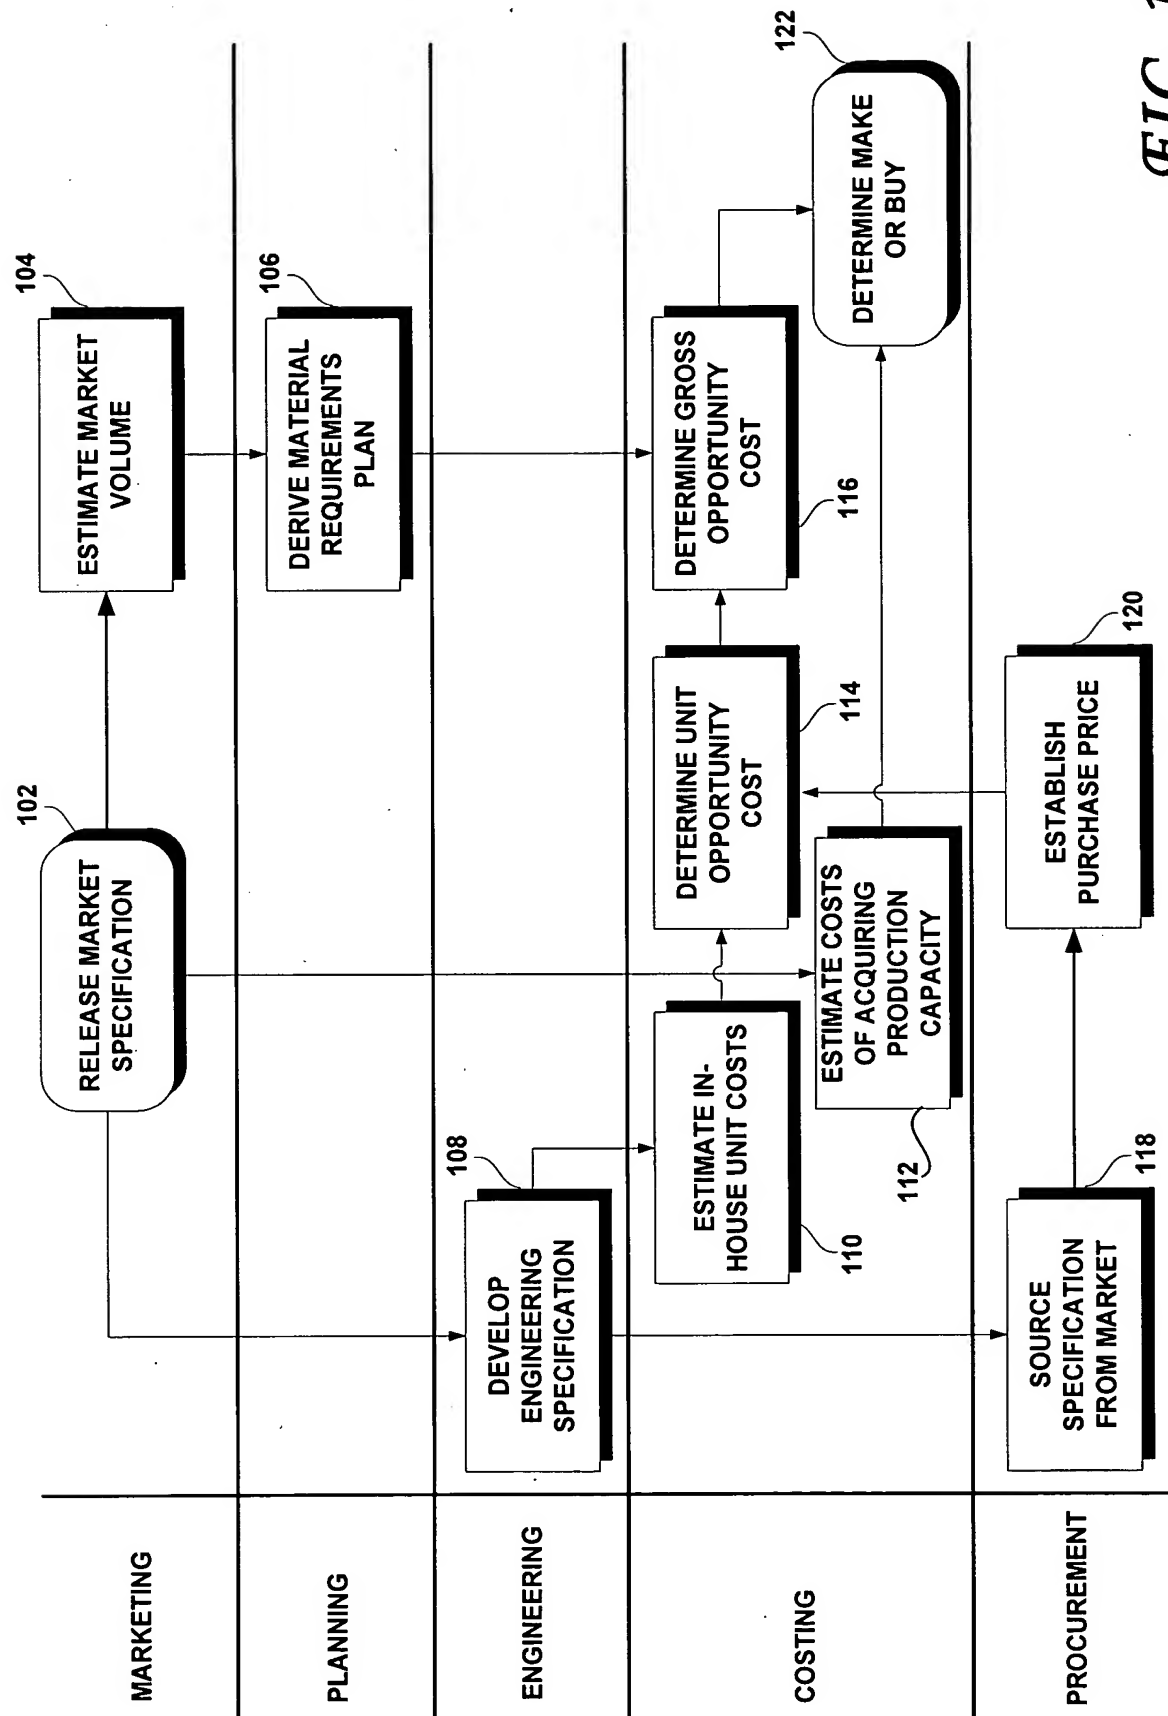 MARKETING
RELEASE MARKET
SPECIFICATION
102
ESTIMATE MARKET
VOLUME
104
PLANNING
DERIVE MATERIAL
REQUIREMENTS
PLAN
106
ENGINEERING
DEVELOP
ENGINEERING
SPECIFICATION
108
COSTING
ESTIMATE IN-
HOUSE UNIT COSTS
110
DETERMINE UNIT
OPPORTUNITY
COST
114
DETERMINE GROSS
OPPORTUNITY
COST
116
ESTIMATE COSTS
OF ACQUIRING
PRODUCTION
CAPACITY
112
DETERMINE MAKE
OR BUY
122
PROCUREMENT
SOURCE
SPECIFICATION
FROM MARKET
118
ESTABLISH
PURCHASE PRICE
120